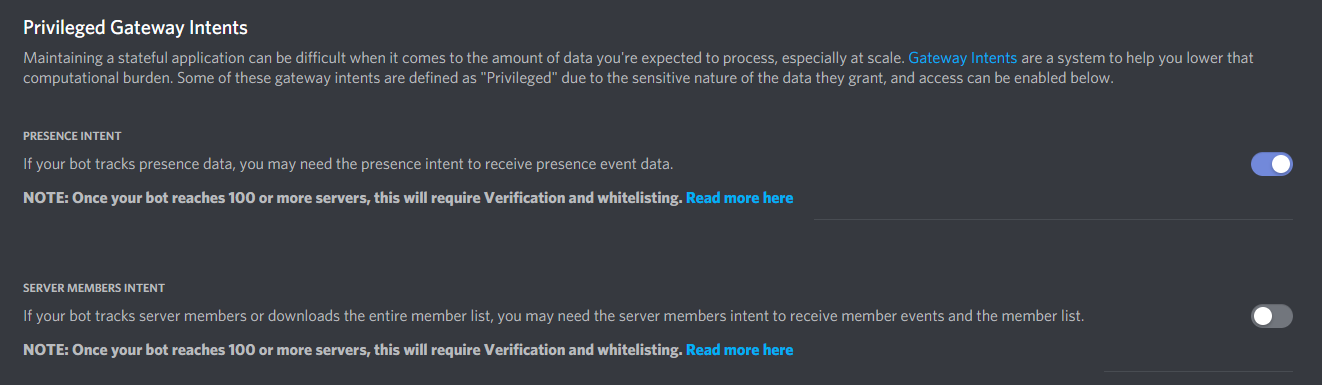 Privileged Gateway Intents
Maintaining a stateful application can be difficult when it comes to the amount of data you're expected to process, especially at scale. Gateway Intents are a system to help you lower that
computational burden. Some of these gateway intents are defined as "Privileged" due to the sensitive nature of the data they grant, and access can be enabled below.
PRESENCE INTENT
If your bot tracks presence data, you may need the presence intent to receive presence event data.
NOTE: Once your bot reaches 100 or more servers, this will require Verification and whitelisting. Read more here
SERVER MEMBERS INTENT
If your bot tracks server members or downloads the entire member list, you may need the server members intent to receive member events and the member list.
NOTE: Once your bot reaches 100 or more servers, this will require Verification and whitelisting. Read more here